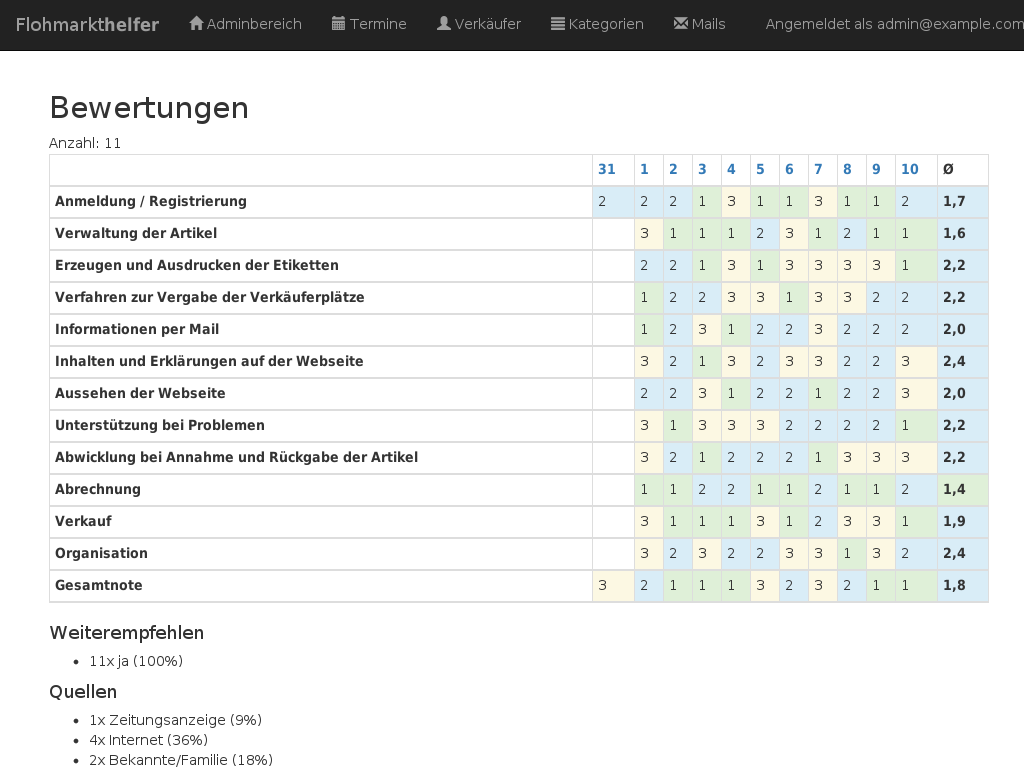 Flohmarkthelfer Adminbereich Termine Verkäufer Kategorien Mails Angemeldet als admin@example.com
Bewertungen
Anzahl: 11
31 1 2 3 4 5 6 7 8 9 10 Ø
Anmeldung / Registrierung 2 2 2 1 3 1 1 3 1 1 2 1,7
Verwaltung der Artikel 3 1 1 1 2 3 1 2 1 1 1,6
Erzeugen und Ausdrucken der Etiketten 2 2 1 3 1 3 3 3 3 1 2,2
Verfahren zur Vergabe der Verkäuferplätze 1 2 2 3 3 1 3 3 2 2 2,2
Informationen per Mail 1 2 3 1 2 2 3 2 2 2 2,0
Inhalten und Erklärungen auf der Webseite 3 2 1 3 2 3 3 2 2 3 2,4
Aussehen der Webseite 2 2 3 1 2 2 1 2 2 3 2,0
Unterstützung bei Problemen 3 1 3 3 3 2 2 2 2 1 2,2
Abwicklung bei Annahme und Rückgabe der Artikel 3 2 1 2 2 2 1 3 3 3 2,2
Abrechnung 1 1 2 2 1 1 2 1 1 2 1,4
Verkauf 3 1 1 1 3 1 2 3 3 1 1,9
Organisation 3 2 3 2 2 3 3 1 3 2 2,4
Gesamtnote 3 2 1 1 1 3 2 3 2 1 1 1,8
Weiterempfehlen
• 11x ja (100%)
Quellen
• 1x Zeitungsanzeige (9%)
• 4x Internet (36%)
• 2x Bekannte/Familie (18%)